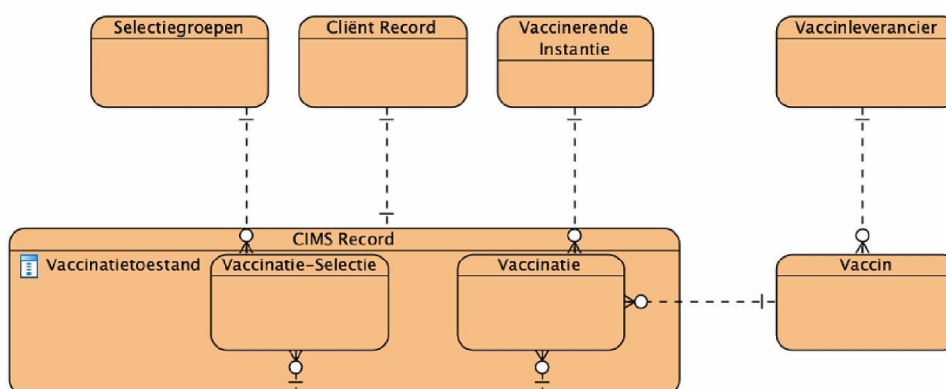 Selectiegroepen
Cliënt Record
Vaccinerende
Instantie
Vaccinleverancier
CIMS Record
Vaccinatietoestand
Vaccinatie-Selectie
Vaccinatie
Vaccin